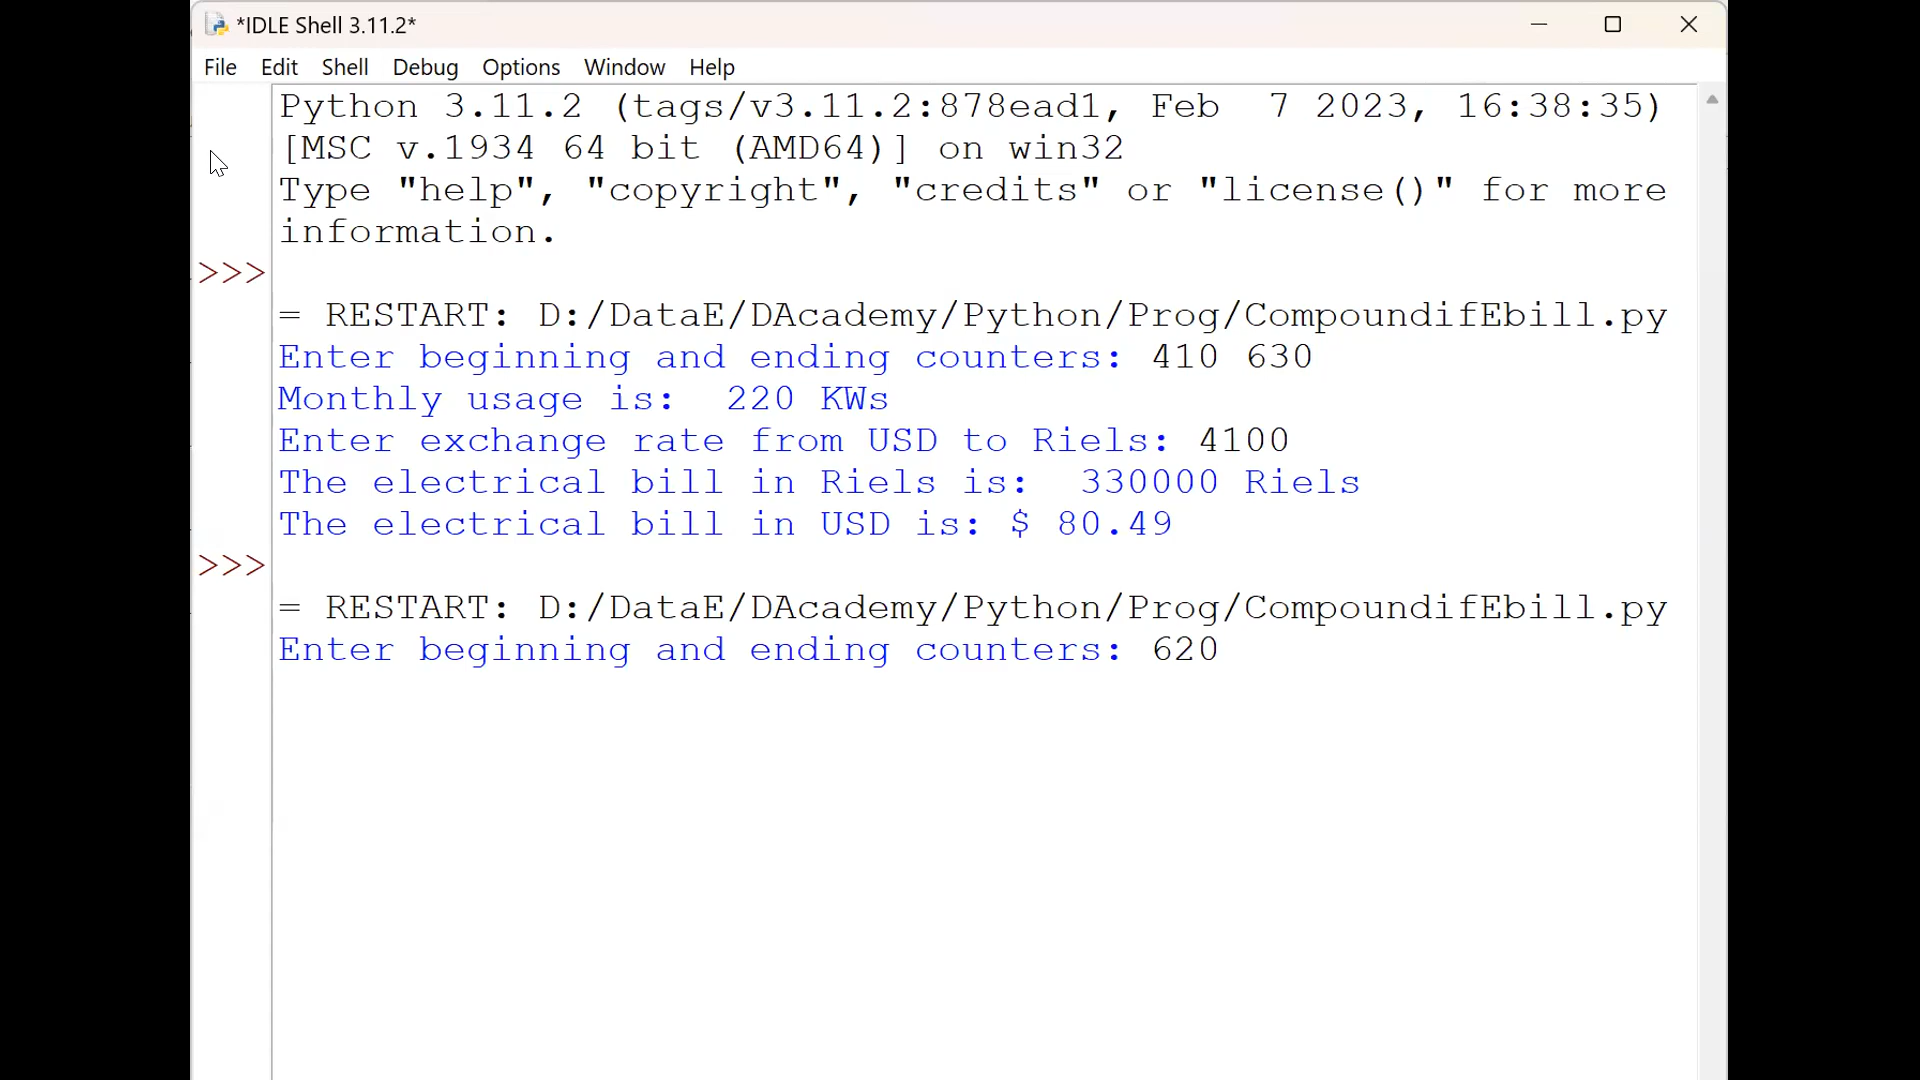 *IDLE Shell 3.11.2*
File Edit Shell Debug Options Window Help
Python 3.11.2 (tags/v3.11.2:878ead1, Feb  7 2023, 16:38:35)
[MSC v.1934 64 bit (AMD64)] on win32
Type "help", "copyright", "credits" or "license()" for more
information.
>>>
= RESTART: D:/DataE/DAcademy/Python/Prog/CompoundifEbill.py
Enter beginning and ending counters: 410 630
Monthly usage is:  220 KWs
Enter exchange rate from USD to Riels: 4100
The electrical bill in Riels is:  330000 Riels
The electrical bill in USD is: $ 80.49
>>>
= RESTART: D:/DataE/DAcademy/Python/Prog/CompoundifEbill.py
Enter beginning and ending counters: 620